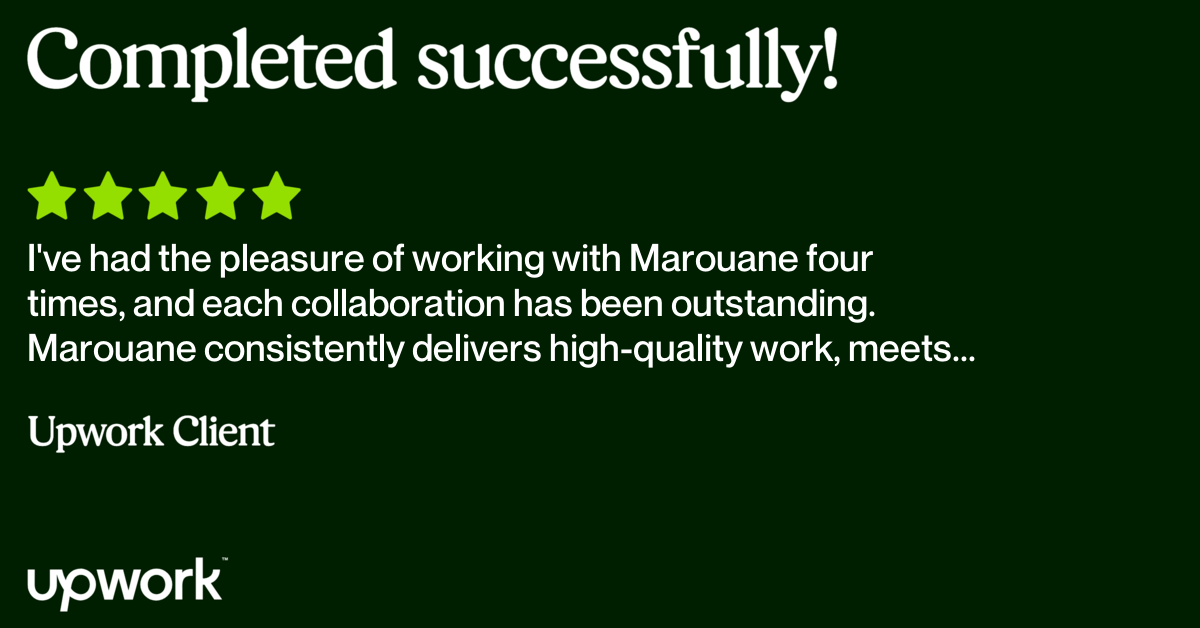 Completed successfully!
I've had the pleasure of working with Marouane four
times, and each collaboration has been outstanding.
Marouane consistently delivers high-quality work, meets...
Upwork Client
upwork™